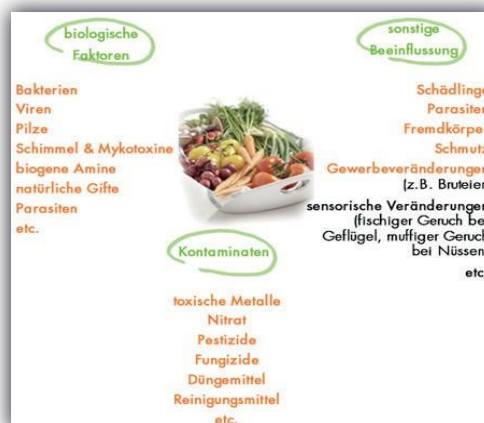 biologische
Faktoren
Bakterien
Viren
Pilze
Schimmel & Mykotoxine
biogene Amine
natürliche Gifte
Parasiten
etc.
sonstige
Beeinflussung
Schädlinge
Parasiten
Fremdkörpe
Schmutz
Gewerbeveränderungen
(z.B. Bruteier
sensorische Veränderungen
(fischiger Geruch be
Geflügel, muffiger Geruch
bei Nüssen
etc
Kontaminaten
toxische Metalle
Nitrat
Pestizide
Fungizide
Düngemittel
Reinigungsmittel
etc.